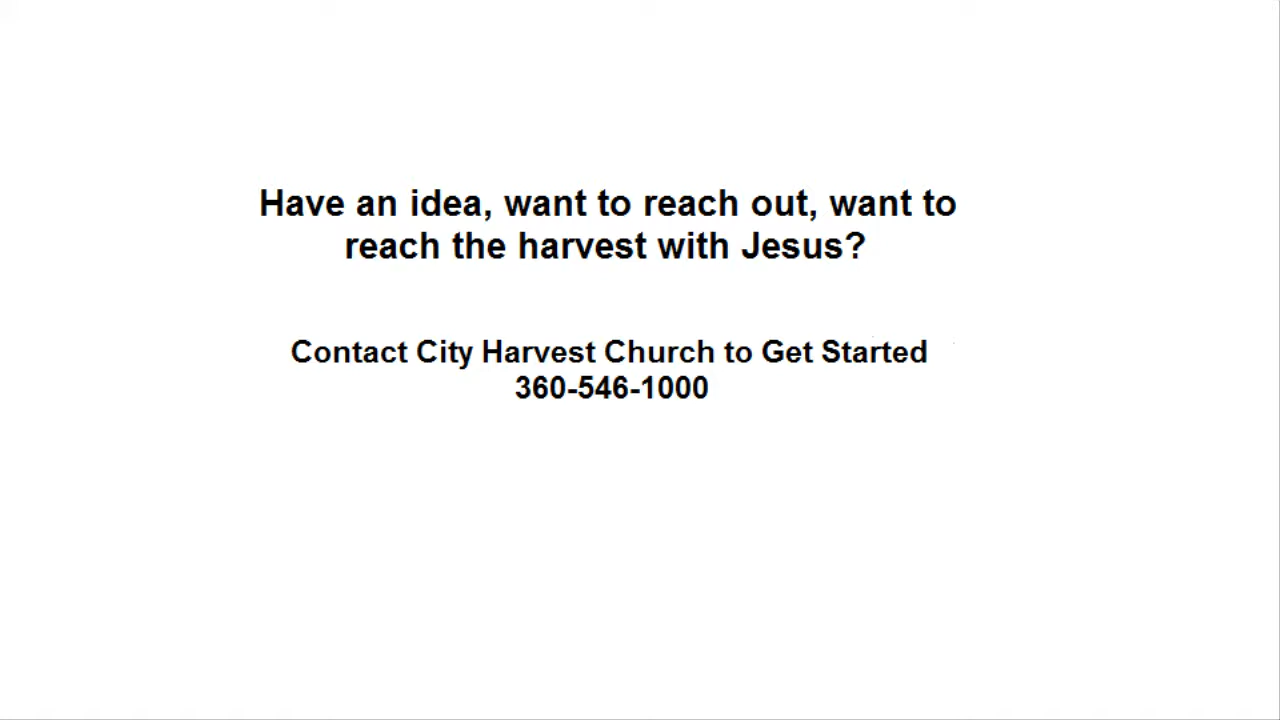 Have an idea, want to reach out, want to
reach the harvest with Jesus?
Contact City Harvest Church to Get Started
360-546-1000